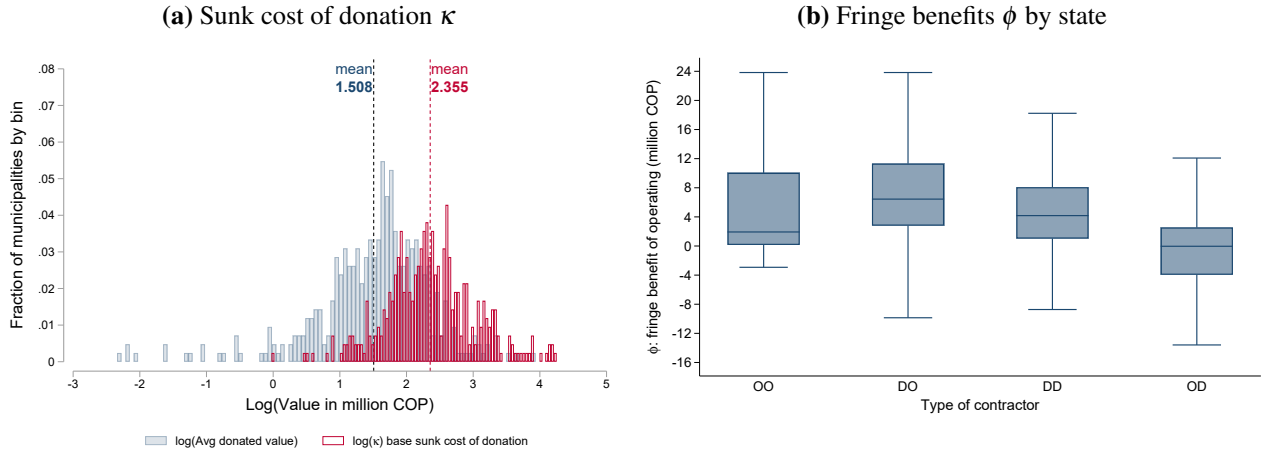 (a) Sunk cost of donation κ
Fraction of municipalities by bin
.08
.07
.06
.05
.04
.03
.02
.01
0
mean
1.508
mean
2.355
-3 -2 -1 0 1 2 3 4 5
Log(Value in million COP)
log(Avg donated value) log(κ) base sunk cost of donation
(b) Fringe benefits ϕ by state
ϕ: fringe benefit of operating (million COP)
24
20
16
12
8
4
0
-4
-8
-12
-16
OO DO DD OD
Type of contractor